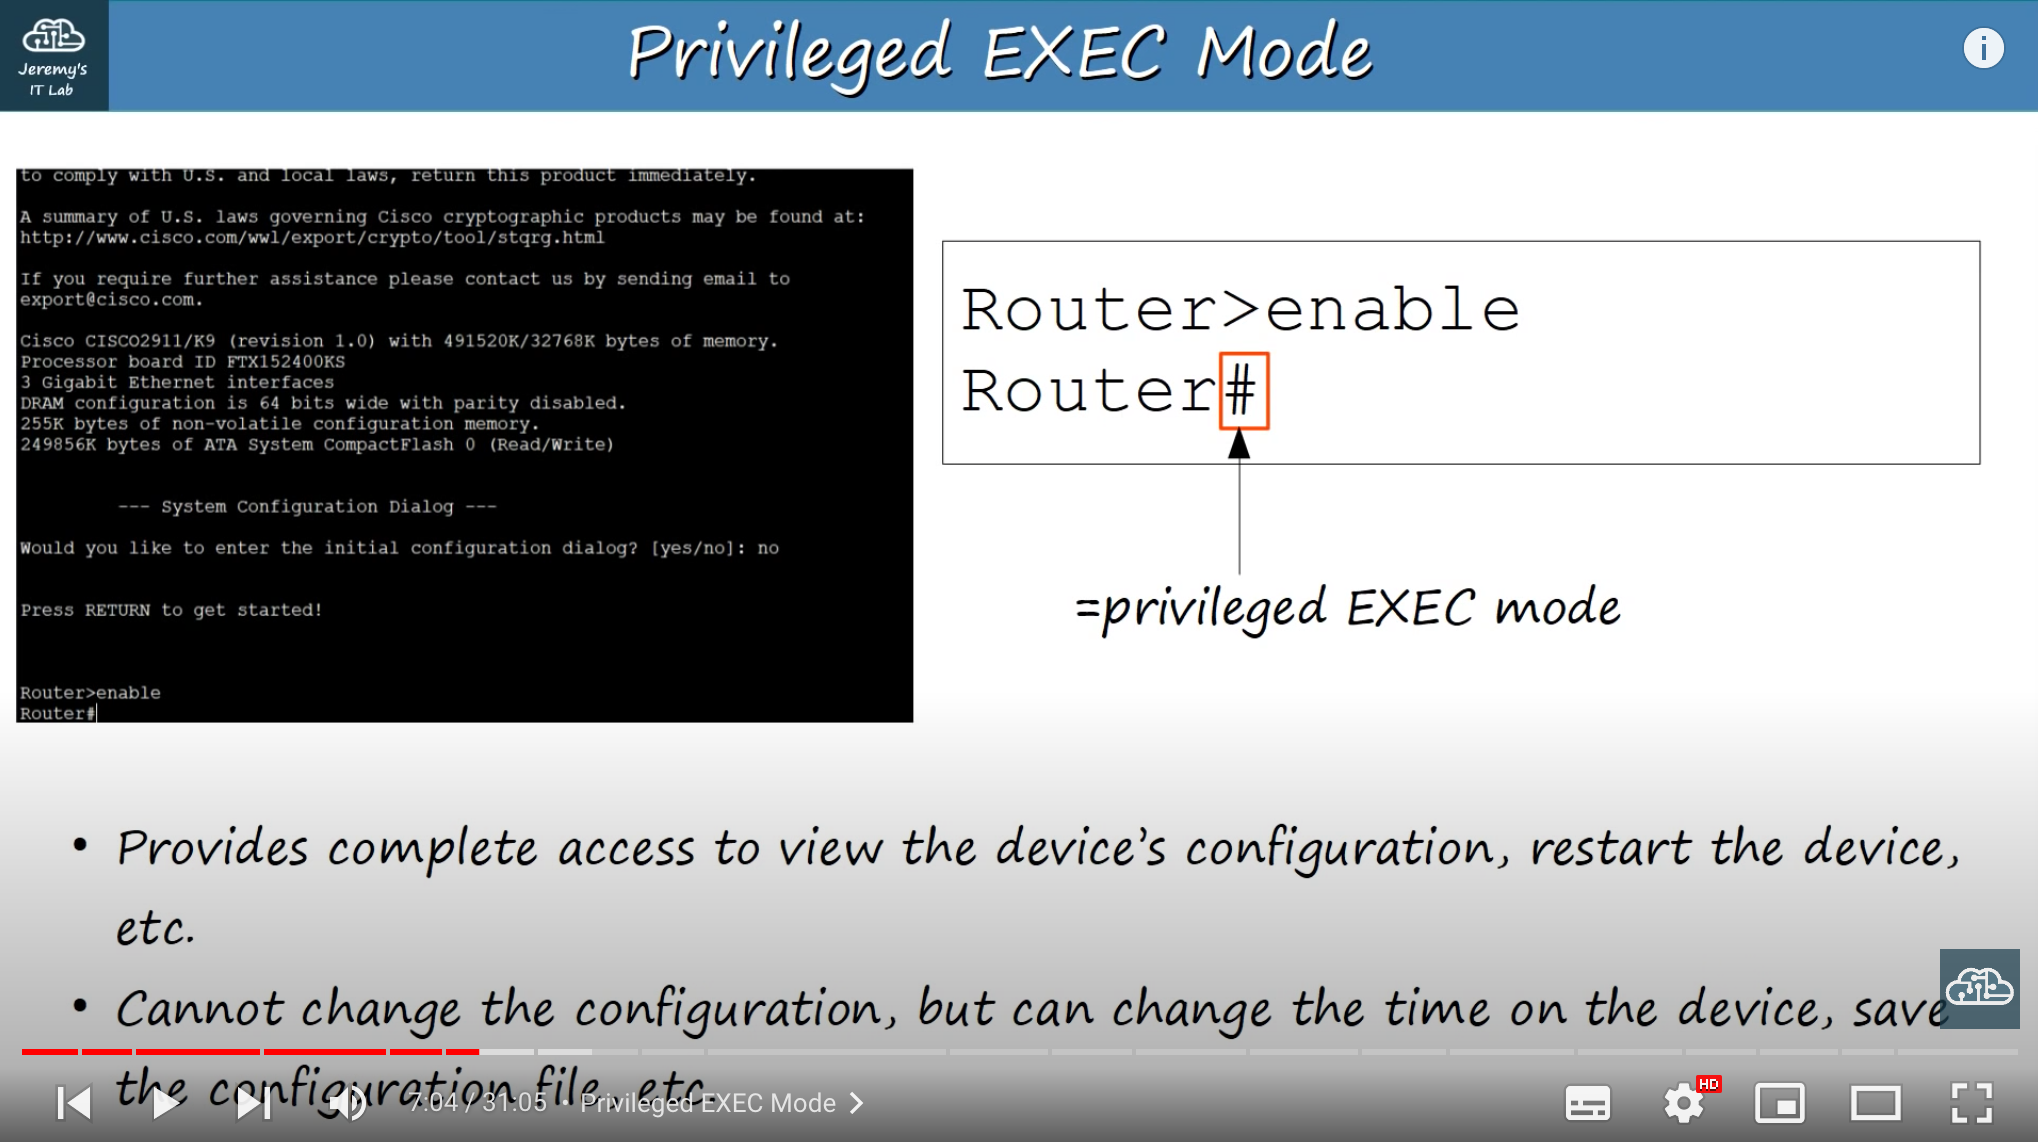 Jeremy's
IT Lab
Privileged EXEC Mode
to comply with U.S. and local laws, return this product immediately.
A summary of U.S. laws governing Cisco cryptographic products may be found at:
http://www.cisco.com/wwl/export/crypto/tool/stqrg.html
If you require further assistance please contact us by sending email to
export@cisco.com.
Cisco CISCO2911/K9 (revision 1.0) with 491520K/32768K bytes of memory.
Processor board ID FTX152400KS
3 Gigabit Ethernet interfaces
DRAM configuration is 64 bits wide with parity disabled.
255K bytes of non-volatile configuration memory.
249856K bytes of ATA System CompactFlash 0 (Read/Write)
--- System Configuration Dialog ---
Would you like to enter the initial configuration dialog? [yes/no]: no
Press RETURN to get started!
Router>enable
Router#
Router>enable
Router#
=privileged EXEC mode
• Provides complete access to view the device's configuration, restart the device,
etc.
• Cannot change the configuration, but can change the time on the device, save
the configuration file, etc.
7:04 / 31:05 • Privileged EXEC Mode
HD